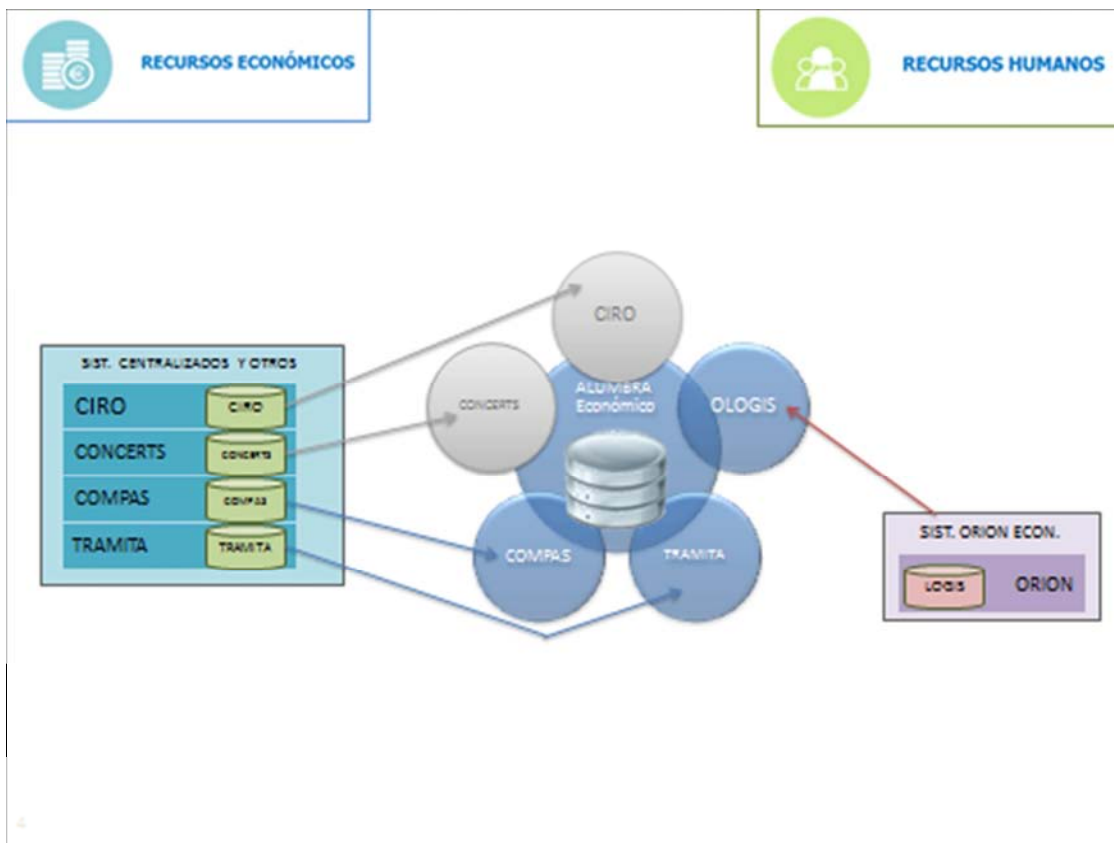 RECURSOS ECONÓMICOS
RECURSOS HUMANOS
CIRO
SIST. CENTRALIZADOS Y OTROS
CIRO
CIRO
CONCERTS
CONCERTS
COMPAS
COMPAS
TRAMITA
TRAMITA
CONCERTS
ALUMBRA
Económico
OLOGIS
COMPAS
TRAMITA
SIST. ORION ECON.
LOGIS
ORION
4